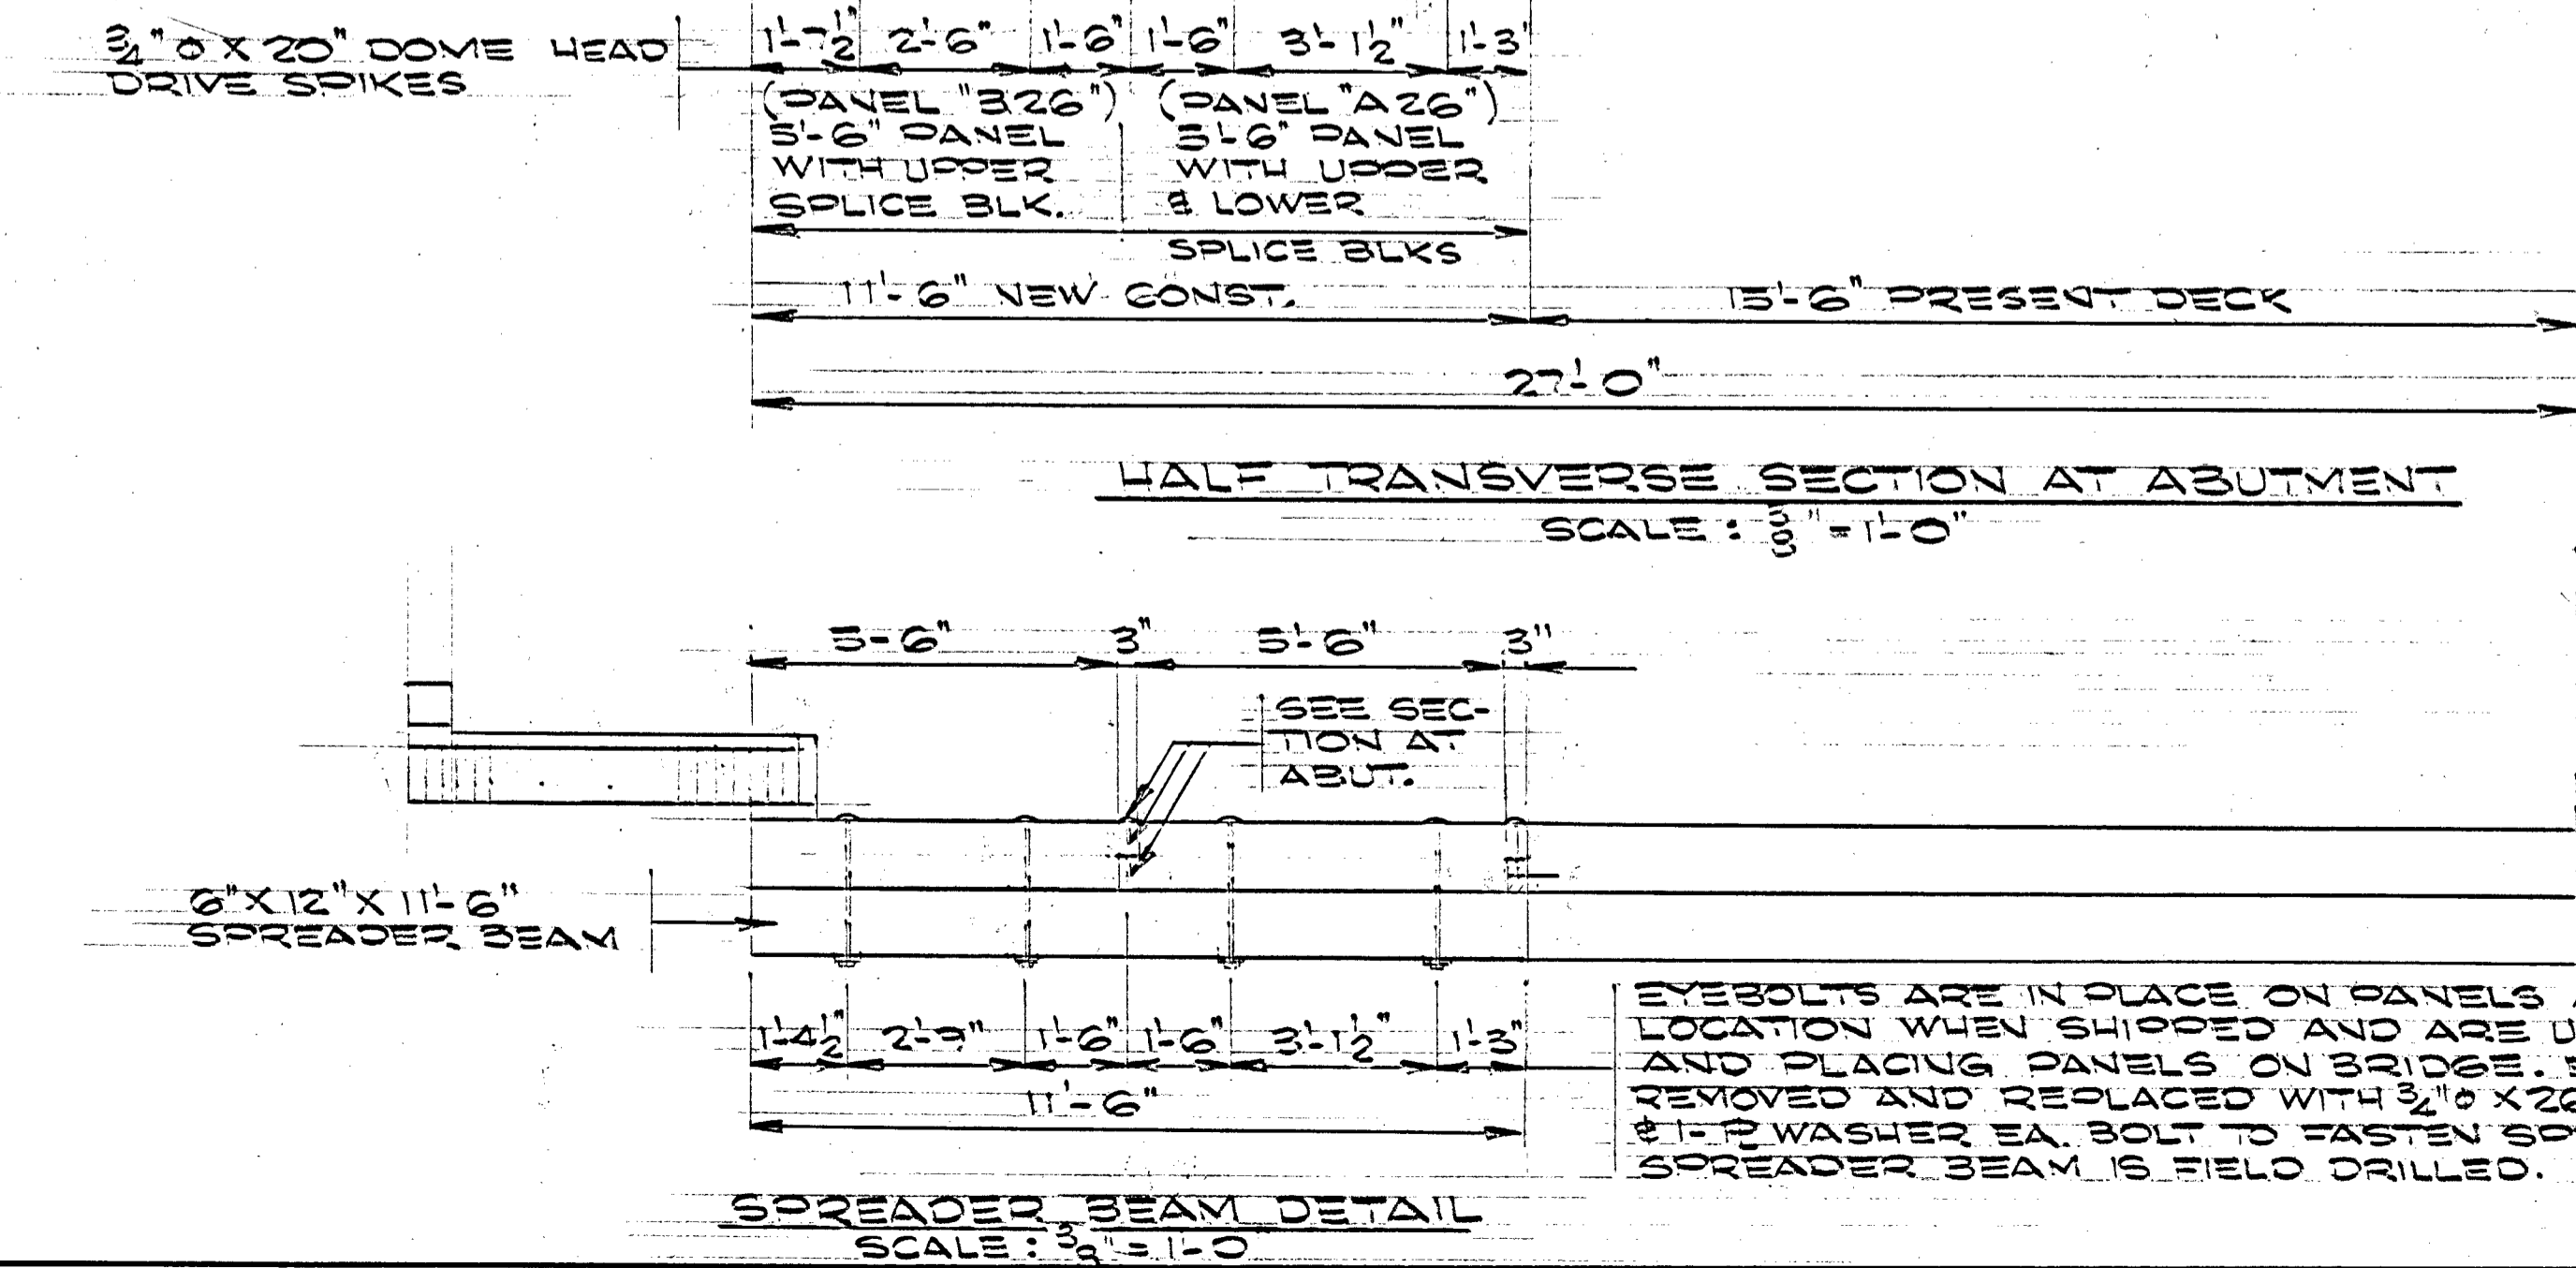 3/4"ø X 20" DOME HEAD
DRIVE SPIKES
1'-7 1/2" 2'-6" 1'-6" 1'-6" 3'-1 1/2" 1'-3"
(PANEL "B26")
5'-6" PANEL
WITH UPPER
SPLICE BLK.
(PANEL "A26")
5'-6" PANEL
WITH UPPER
& LOWER
SPLICE BLKS
11'-6" NEW CONST.
15'-6" PRESENT DECK
27'-0"
HALF TRANSVERSE SECTION AT ABUTMENT
SCALE : 3/8" = 1'-0"
5'-6" 3" 5'-6" 3"
SEE SEC-
TION AT
ABUT.
6" X 12" X 11'-6"
SPREADER BEAM
1'-4 1/2" 2'-9" 1'-6" 1'-6" 3'-1 1/2" 1'-3"
11'-6"
EYEBOLTS ARE IN PLACE ON PANELS
LOCATION WHEN SHIPPED AND ARE
AND PLACING PANELS ON BRIDGE.
REMOVED AND REPLACED WITH 3/4"ø X 26
& 1-℔ WASHER EA. BOLT TO FASTEN
SPREADER BEAM IS FIELD DRILLED.
SPREADER BEAM DETAIL
SCALE : 3/8" = 1'-0